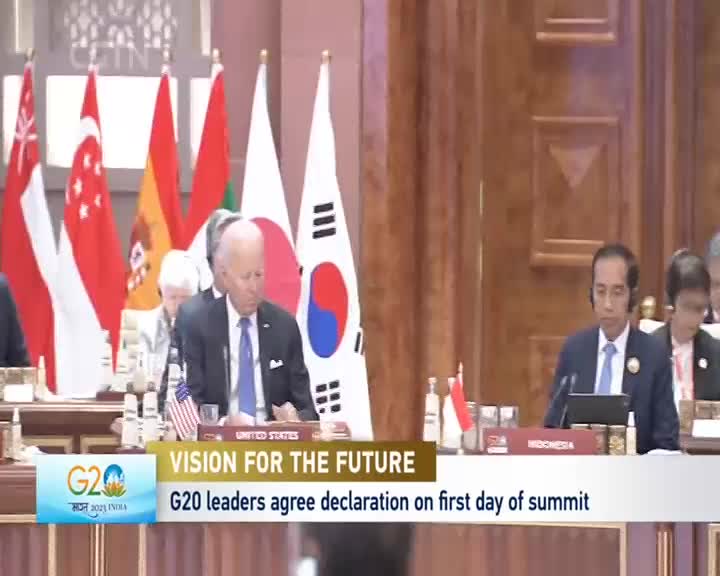 CGTN
UNITED STATES
INDONESIA
G20
भारत 2023 INDIA
VISION FOR THE FUTURE
G20 leaders agree declaration on first day of summit